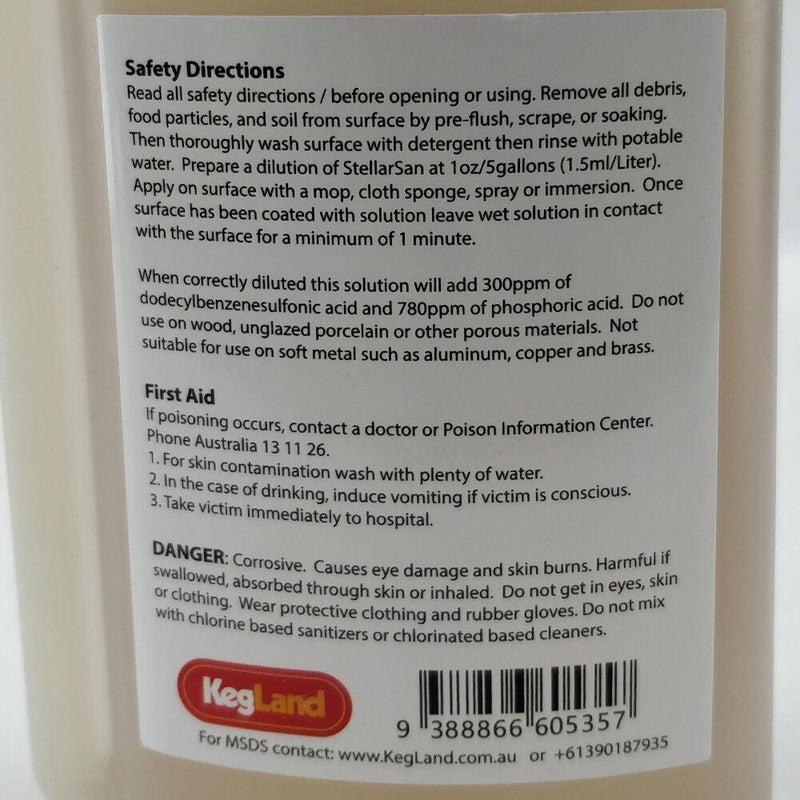 Safety Directions
Read all safety directions / before opening or using. Remove all debris,
food particles, and soil from surface by pre-flush, scrape, or soaking.
Then thoroughly wash surface with detergent then rinse with potable
water. Prepare a dilution of StellarSan at 1oz/5gallons (1.5ml/Liter).
Apply on surface with a mop, cloth sponge, spray or immersion. Once
surface has been coated with solution leave wet solution in contact
with the surface for a minimum of 1 minute.
When correctly diluted this solution will add 300ppm of
dodecylbenzenesulfonic acid and 780ppm of phosphoric acid. Do not
use on wood, unglazed porcelain or other porous materials. Not
suitable for use on soft metal such as aluminum, copper and brass.
First Aid
If poisoning occurs, contact a doctor or Poison Information Center.
Phone Australia 13 11 26.
1. For skin contamination wash with plenty of water.
2. In the case of drinking, induce vomiting if victim is conscious.
3. Take victim immediately to hospital.
DANGER: Corrosive. Causes eye damage and skin burns. Harmful if
swallowed, absorbed through skin or inhaled. Do not get in eyes, skin
or clothing. Wear protective clothing and rubber gloves. Do not mix
with chlorine based sanitizers or chlorinated based cleaners.
KegLand
9 388866 605357
For MSDS contact: www.KegLand.com.au or +61390187935